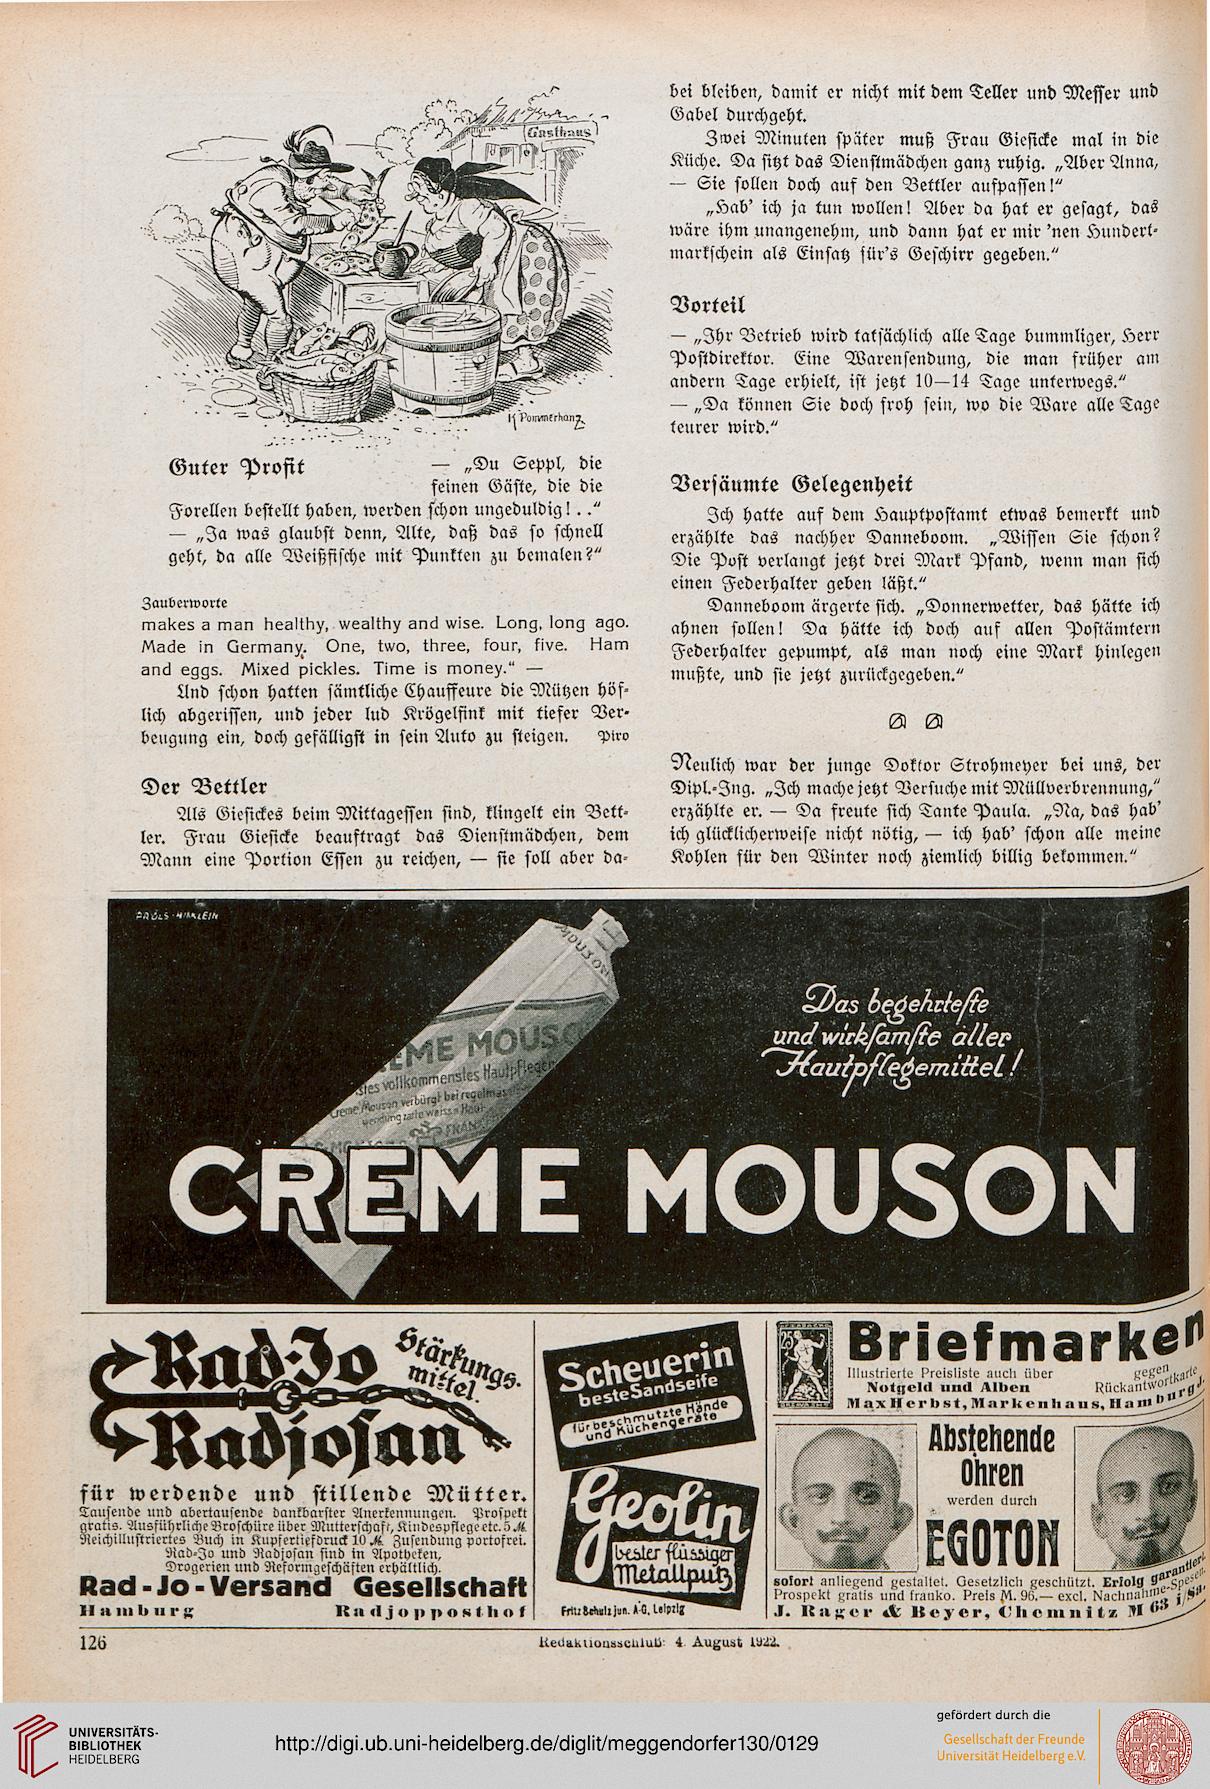 Gasthaus
K Pommerhanz
Guter Profit
— „Du Seppl, die
feinen Gäste, die die
Forellen bestellt haben, werden schon ungeduldig! . .“
— „Ja was glaubst denn, Alte, daß das so schnell
geht, da alle Weißfische mit Punkten zu bemalen?“
Zauberworte
makes a man healthy, wealthy and wise. Long, long ago.
Made in Germany. One, two, three, four, five. Ham
and eggs. Mixed pickles. Time is money.“ —
Und schon hatten sämtliche Chauffeure die Mützen höf-
lich abgerissen, und jeder lud Krögelfink mit tiefer Ver-
beugung ein, doch gefälligst in sein Auto zu steigen. Piro
Der Bettler
Als Giesickes beim Mittagessen sind, klingelt ein Bett-
ler. Frau Giesicke beauftragt das Dienstmädchen, dem
Mann eine Portion Essen zu reichen, — sie soll aber da-
bei bleiben, damit er nicht mit dem Teller und Messer und
Gabel durchgeht.
Zwei Minuten später muß Frau Giesicke mal in die
Küche. Da sitzt das Dienstmädchen ganz ruhig. „Aber Anna,
— Sie sollen doch auf den Bettler aufpassen!“
„Hab' ich ja tun wollen! Aber da hat er gesagt, das
wäre ihm unangenehm, und dann hat er mir 'nen Hundert-
markschein als Einsatz für's Geschirr gegeben.“
Vorteil
— „Ihr Betrieb wird tatsächlich alle Tage bummliger, Herr
Postdirektor. Eine Warensendung, die man früher am
andern Tage erhielt, ist jetzt 10—14 Tage unterwegs.“
— „Da können Sie doch froh sein, wo die Ware alle Tage
teurer wird.“
Versäumte Gelegenheit
Ich hatte auf dem Hauptpostamt etwas bemerkt und
erzählte das nachher Danneboom. „Wissen Sie schon?
Die Post verlangt jetzt drei Mark Pfand, wenn man sich
einen Federhalter geben läßt.“
Danneboom ärgerte sich. „Donnerwetter, das hätte ich
ahnen sollen! Da hätte ich doch auf allen Postämtern
Federhalter gepumpt, als man noch eine Mark hinlegen
mußte, und sie jetzt zurückgegeben.“
Neulich war der junge Doktor Strohmeyer bei uns, der
Dipl.-Ing. „Ich mache jetzt Versuche mit Müllverbrennung,“
erzählte er. — Da freute sich Tante Paula. „Na, das hab'
ich glücklicherweise nicht nötig, — ich hab' schon alle meine
Kohlen für den Winter noch ziemlich billig bekommen.“
MOUSON
CREME MOUSON
vollkommenstes Hautpflegem
Creme Mouson verbürgt bei regelmäss
wendung zarte weisse Haut
Das begehrteste
und wirksamste aller
Hautpflegemittel!
CREME MOUSON
Rad-Jo
Stärkungs-
mittel.
Radjosan
für werdende und stillende Mütter.
Tausende und abertausende dankbarster Anerkennungen. Prospekt
gratis. Ausführliche Broschüre über Mutterschaft, Kindespflege etc. 5 M.
Reichillustriertes Buch in Kupfertiefdruck 10 M. Zusendung portofrei.
Rad-Jo und Radjosan sind in Apotheken,
Drogerien und Reformgeschäften erhältlich.
Rad-Jo-Versand Gesellschaft
Hamburg Radjopposthof
Scheuerin
beste Sandseife
für beschmutzte Hände
und Küchengeräte
Geolin
bester flüssiger
Metallputz
Fritz Schulz jun. A-G, Leipzig
25
Briefmarken
Illustrierte Preisliste auch über
Notgeld und Alben
gegen
Rückantwortkarte
Max Herbst, Markenhaus, Hamburg J.
Abstehende
Ohren
werden durch
EGOTON
sofort anliegend gestaltet. Gesetzlich geschützt. Erfolg garantiert.
Prospekt gratis und franko. Preis M. 96.— excl. Nachnahme-Spesen.
J. Rager & Beyer, Chemnitz M 63 i/Sa.
126
Redaktionsschluß: 4. August 1922.
UNIVERSITÄTS-
BIBLIOTHEK
HEIDELBERG
http://digi.ub.uni-heidelberg.de/diglit/meggendorfer130/0129
gefördert durch die
Gesellschaft der Freunde
Universität Heidelberg e.V.